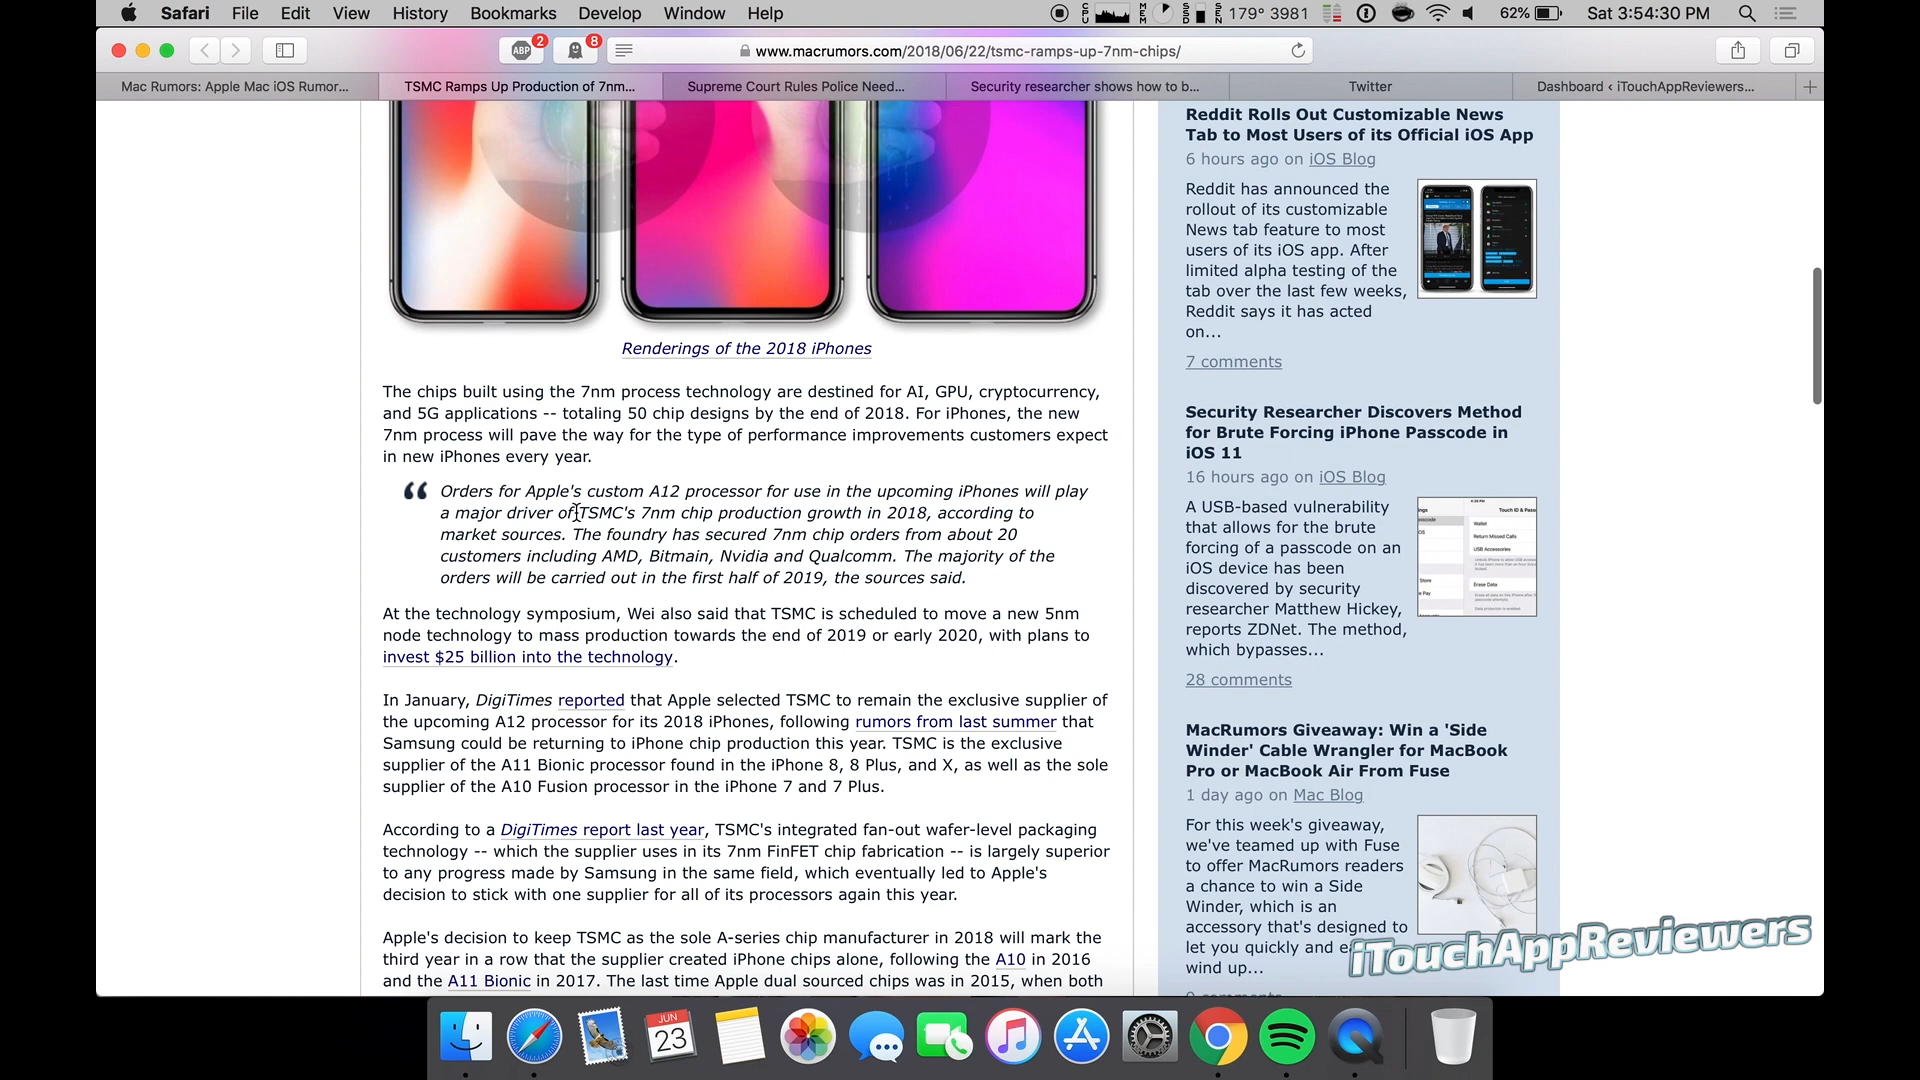 Safari File Edit View History Bookmarks Develop Window Help
CPU MEM SSD SEN 179° 3981 62% Sat 3:54:30 PM
ABP 2 8 www.macrumors.com/2018/06/22/tsmc-ramps-up-7nm-chips/
Mac Rumors: Apple Mac iOS Rumor... TSMC Ramps Up Production of 7nm... Supreme Court Rules Police Need... Security researcher shows how to b... Twitter Dashboard ‹ iTouchAppReviewers...
Renderings of the 2018 iPhones
The chips built using the 7nm process technology are destined for AI, GPU, cryptocurrency,
and 5G applications -- totaling 50 chip designs by the end of 2018. For iPhones, the new
7nm process will pave the way for the type of performance improvements customers expect
in new iPhones every year.
“ Orders for Apple's custom A12 processor for use in the upcoming iPhones will play
a major driver of TSMC's 7nm chip production growth in 2018, according to
market sources. The foundry has secured 7nm chip orders from about 20
customers including AMD, Bitmain, Nvidia and Qualcomm. The majority of the
orders will be carried out in the first half of 2019, the sources said.
At the technology symposium, Wei also said that TSMC is scheduled to move a new 5nm
node technology to mass production towards the end of 2019 or early 2020, with plans to
invest $25 billion into the technology.
In January, DigiTimes reported that Apple selected TSMC to remain the exclusive supplier of
the upcoming A12 processor for its 2018 iPhones, following rumors from last summer that
Samsung could be returning to iPhone chip production this year. TSMC is the exclusive
supplier of the A11 Bionic processor found in the iPhone 8, 8 Plus, and X, as well as the sole
supplier of the A10 Fusion processor in the iPhone 7 and 7 Plus.
According to a DigiTimes report last year, TSMC's integrated fan-out wafer-level packaging
technology -- which the supplier uses in its 7nm FinFET chip fabrication -- is largely superior
to any progress made by Samsung in the same field, which eventually led to Apple's
decision to stick with one supplier for all of its processors again this year.
Apple's decision to keep TSMC as the sole A-series chip manufacturer in 2018 will mark the
third year in a row that the supplier created iPhone chips alone, following the A10 in 2016
and the A11 Bionic in 2017. The last time Apple dual sourced chips was in 2015, when both
Reddit Rolls Out Customizable News
Tab to Most Users of its Official iOS App
6 hours ago on iOS Blog
Reddit has announced the
rollout of its customizable
News tab feature to most
users of its iOS app. After
limited alpha testing of the
tab over the last few weeks,
Reddit says it has acted
on...
7 comments
Security Researcher Discovers Method
for Brute Forcing iPhone Passcode in
iOS 11
16 hours ago on iOS Blog
A USB-based vulnerability
that allows for the brute
forcing of a passcode on an
iOS device has been
discovered by security
researcher Matthew Hickey,
reports ZDNet. The method,
which bypasses...
Touch ID & Pass
Wallet
Return Missed Calls
USB Accessories
Erase Data
28 comments
MacRumors Giveaway: Win a 'Side
Winder' Cable Wrangler for MacBook
Pro or MacBook Air From Fuse
1 day ago on Mac Blog
For this week's giveaway,
we've teamed up with Fuse
to offer MacRumors readers
a chance to win a Side
Winder, which is an
accessory that's designed to
let you quickly and e
wind up...
iTouchAppReviewers
JUN
23